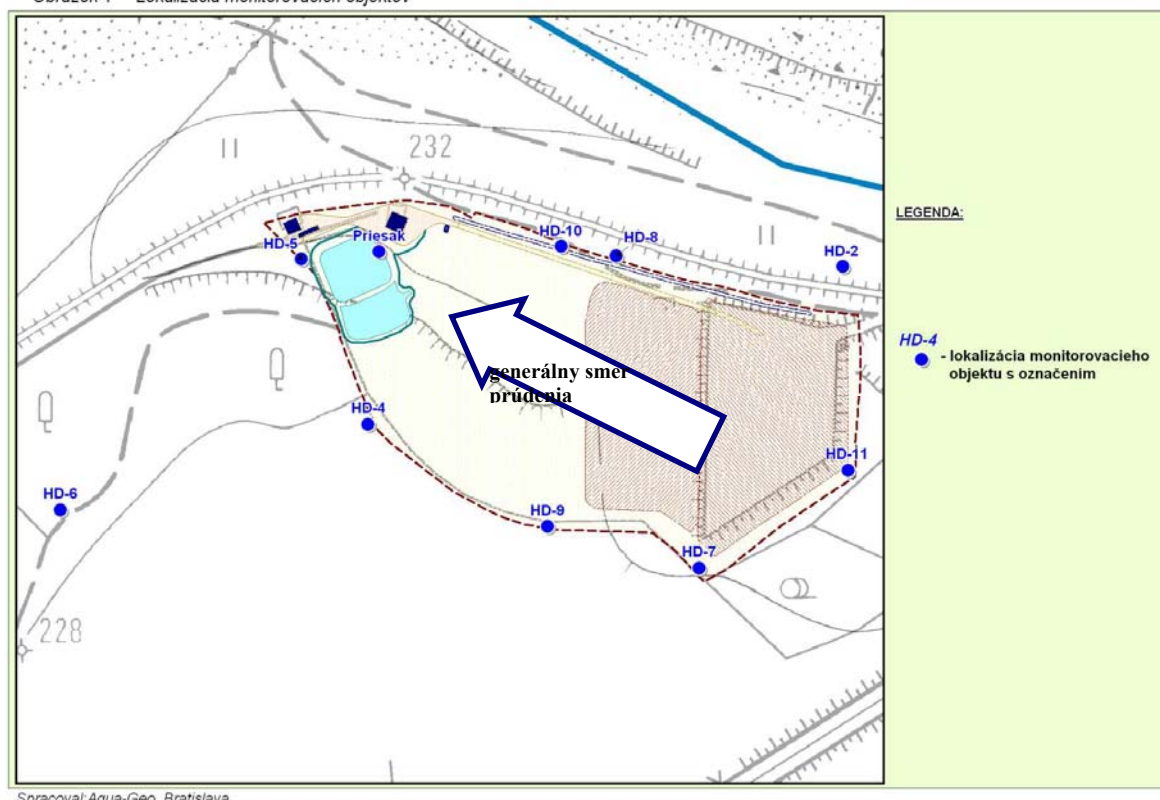 Obrázok 1 Lokalizácia monitorovacích objektov
232
HD-5
Priesak
HD-10
HD-8
HD-2
LEGENDA:
HD-4
- lokalizácia monitorovacieho
objektu s označením
generálny smer
prúdenia
HD-4
HD-11
HD-6
HD-9
HD-7
228
Spracoval: Aqua-Geo, Bratislava